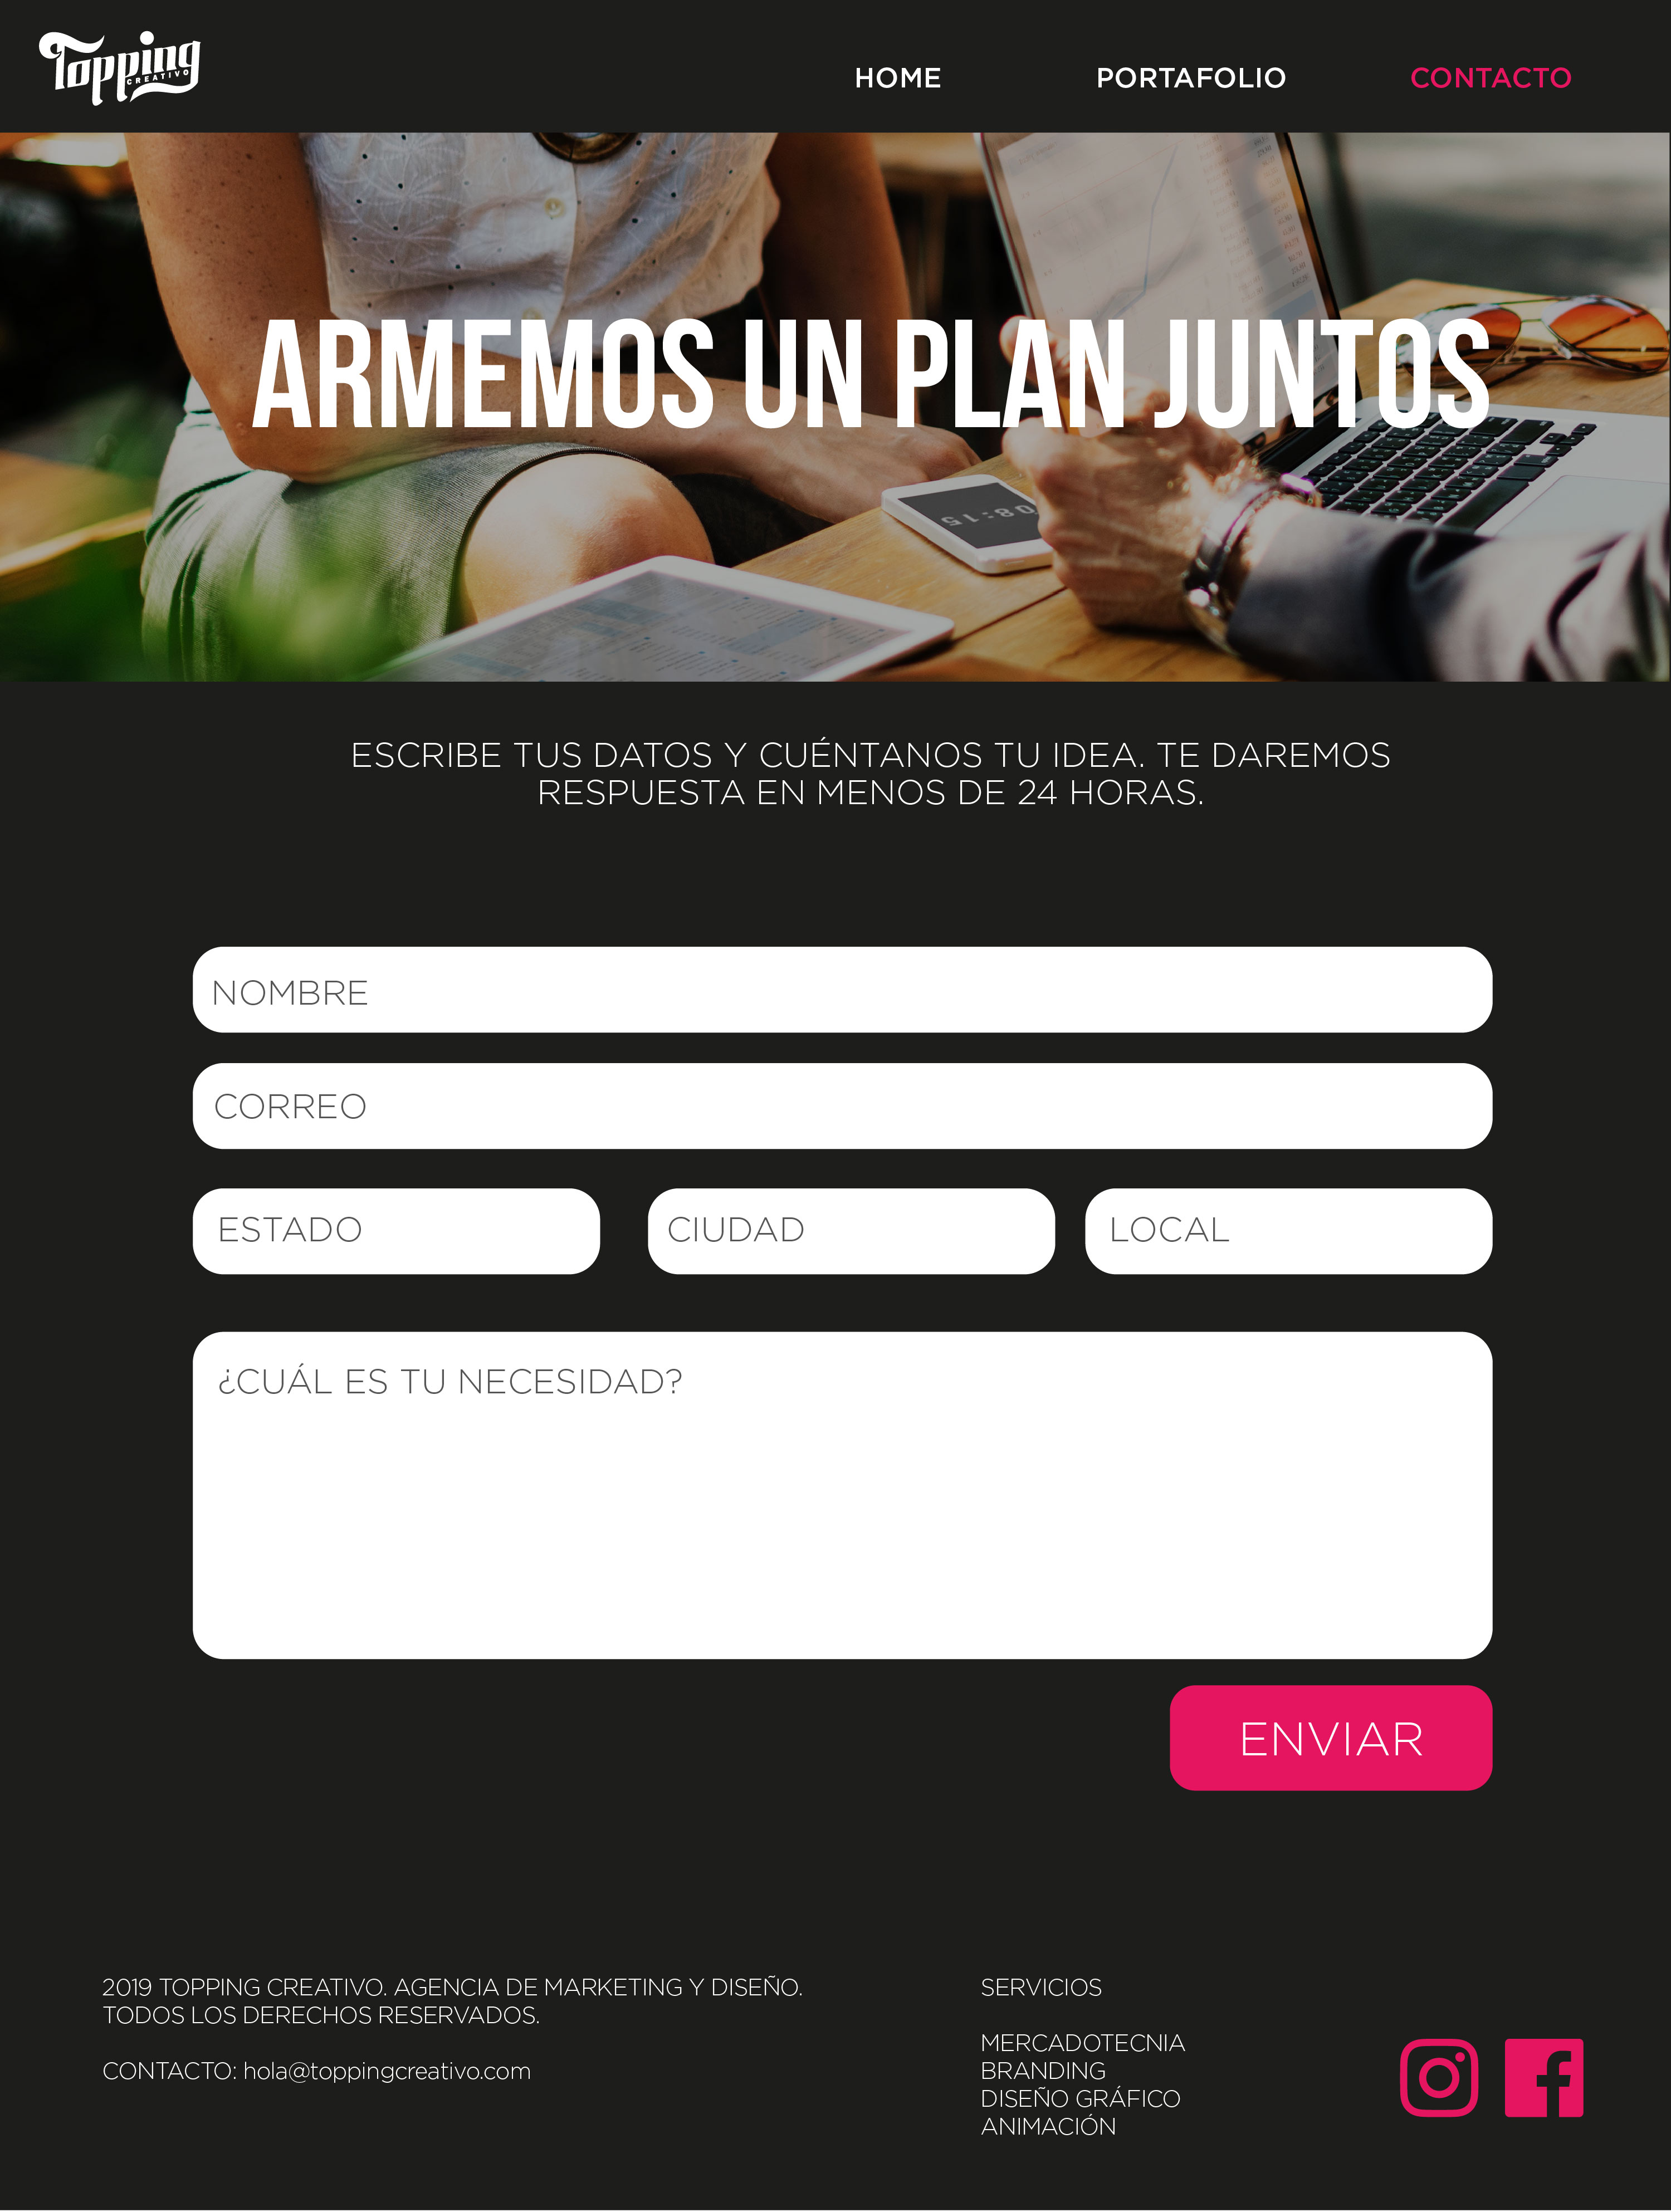 Topping
CREATIVO
HOME
PORTAFOLIO
CONTACTO
ARMEMOS UN PLAN JUNTOS
08:15
ESCRIBE TUS DATOS Y CUÉNTANOS TU IDEA. TE DAREMOS
RESPUESTA EN MENOS DE 24 HORAS.
NOMBRE
CORREO
ESTADO
CIUDAD
LOCAL
¿CUÁL ES TU NECESIDAD?
ENVIAR
2019 TOPPING CREATIVO. AGENCIA DE MARKETING Y DISEÑO.
TODOS LOS DERECHOS RESERVADOS.
CONTACTO: hola@toppingcreativo.com
SERVICIOS
MERCADOTECNIA
BRANDING
DISEÑO GRÁFICO
ANIMACIÓN